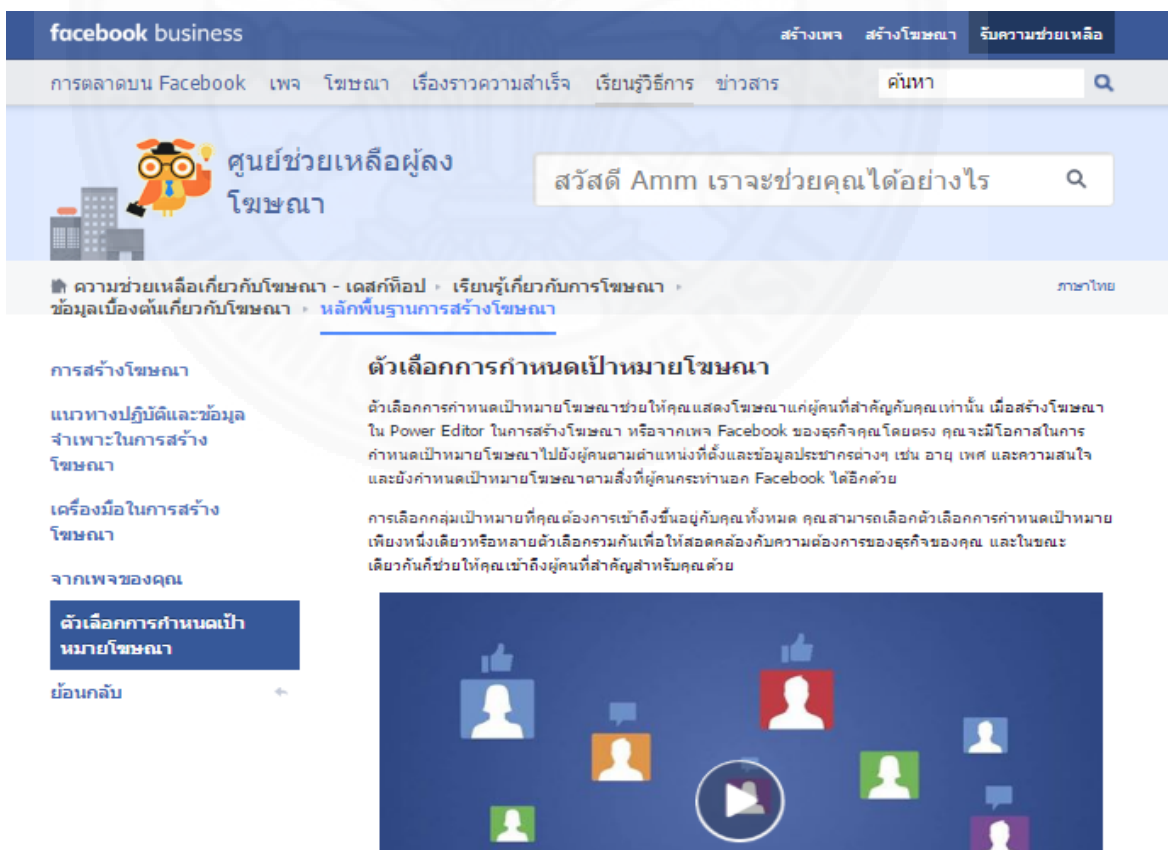 facebook business
สร้างเพจ สร้างโฆษณา รับความช่วยเหลือ
การตลาดบน Facebook เพจ โฆษณา เรื่องราวความสำเร็จ เรียนรู้วิธีการ ข่าวสาร ค้นหา
ศูนย์ช่วยเหลือผู้ลง
โฆษณา
สวัสดี Amm เราจะช่วยคุณได้อย่างไร
ความช่วยเหลือเกี่ยวกับโฆษณา - เดสก์ท็อป เรียนรู้เกี่ยวกับการโฆษณา
ข้อมูลเบื้องต้นเกี่ยวกับโฆษณา หลักพื้นฐานการสร้างโฆษณา
ภาษาไทย
การสร้างโฆษณา
แนวทางปฏิบัติและข้อมูล
จำเพาะในการสร้าง
โฆษณา
เครื่องมือในการสร้าง
โฆษณา
จากเพจของคุณ
ตัวเลือกการกำหนดเป้า
หมายโฆษณา
ย้อนกลับ
ตัวเลือกการกำหนดเป้าหมายโฆษณา
ตัวเลือกการกำหนดเป้าหมายโฆษณาช่วยให้คุณแสดงโฆษณาแก่ผู้คนที่สำคัญกับคุณเท่านั้น เมื่อสร้างโฆษณา
ใน Power Editor ในการสร้างโฆษณา หรือจากเพจ Facebook ของธุรกิจคุณโดยตรง คุณจะมีโอกาสในการ
กำหนดเป้าหมายโฆษณาไปยังผู้คนตามตำแหน่งที่ตั้งและข้อมูลประชากรต่างๆ เช่น อายุ เพศ และความสนใจ
และยังกำหนดเป้าหมายโฆษณาตามสิ่งที่ผู้คนกระทำนอก Facebook ได้อีกด้วย
การเลือกกลุ่มเป้าหมายที่คุณต้องการเข้าถึงขึ้นอยู่กับคุณทั้งหมด คุณสามารถเลือกตัวเลือกการกำหนดเป้าหมาย
เพียงหนึ่งเดียวหรือหลายตัวเลือกรวมกันเพื่อให้สอดคล้องกับความต้องการของธุรกิจของคุณ และในขณะ
เดียวกันก็ช่วยให้คุณเข้าถึงผู้คนที่สำคัญสำหรับคุณด้วย